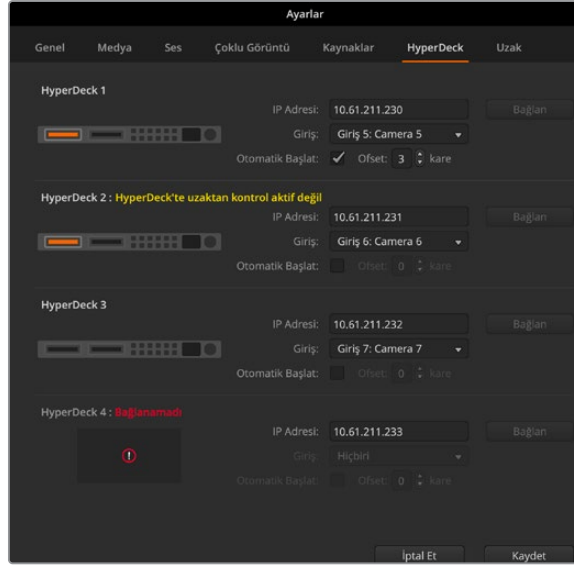 Ayarlar
Genel Medya Ses Çoklu Görüntü Kaynaklar HyperDeck Uzak
HyperDeck 1
IP Adresi: 10.61.211.230 Bağlan
Giriş: Giriş 5: Camera 5
Otomatik Başlat: Ofset: 3 kare
HyperDeck 2 : HyperDeck'te uzaktan kontrol aktif değil
IP Adresi: 10.61.211.231 Bağlan
Giriş: Giriş 6: Camera 6
Otomatik Başlat: Ofset: 0 kare
HyperDeck 3
IP Adresi: 10.61.211.232 Bağlan
Giriş: Giriş 7: Camera 7
Otomatik Başlat: Ofset: 0 kare
HyperDeck 4 : Bağlanamadı
IP Adresi: 10.61.211.233 Bağlan
Giriş: Hiçbiri
Otomatik Başlat: Ofset: 0 kare
İptal Et Kaydet